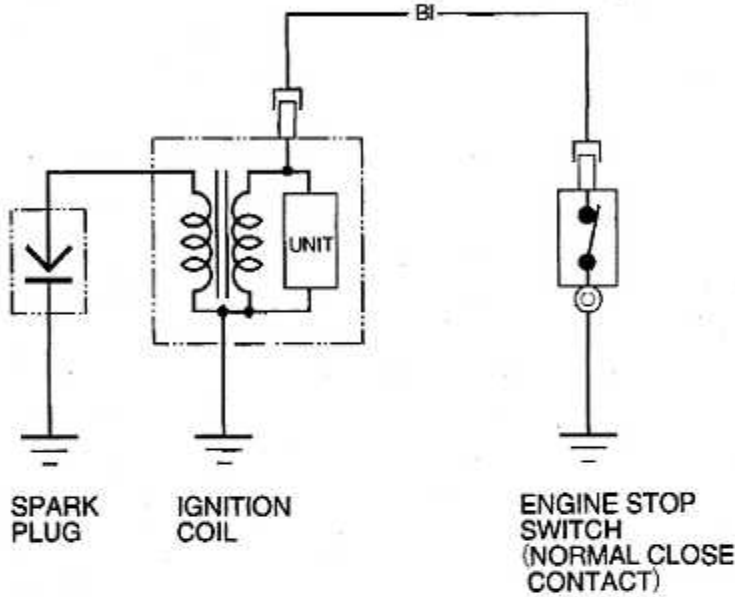 Bl
UNIT
SPARK
PLUG
IGNITION
COIL
ENGINE STOP
SWITCH
(NORMAL CLOSE
CONTACT)